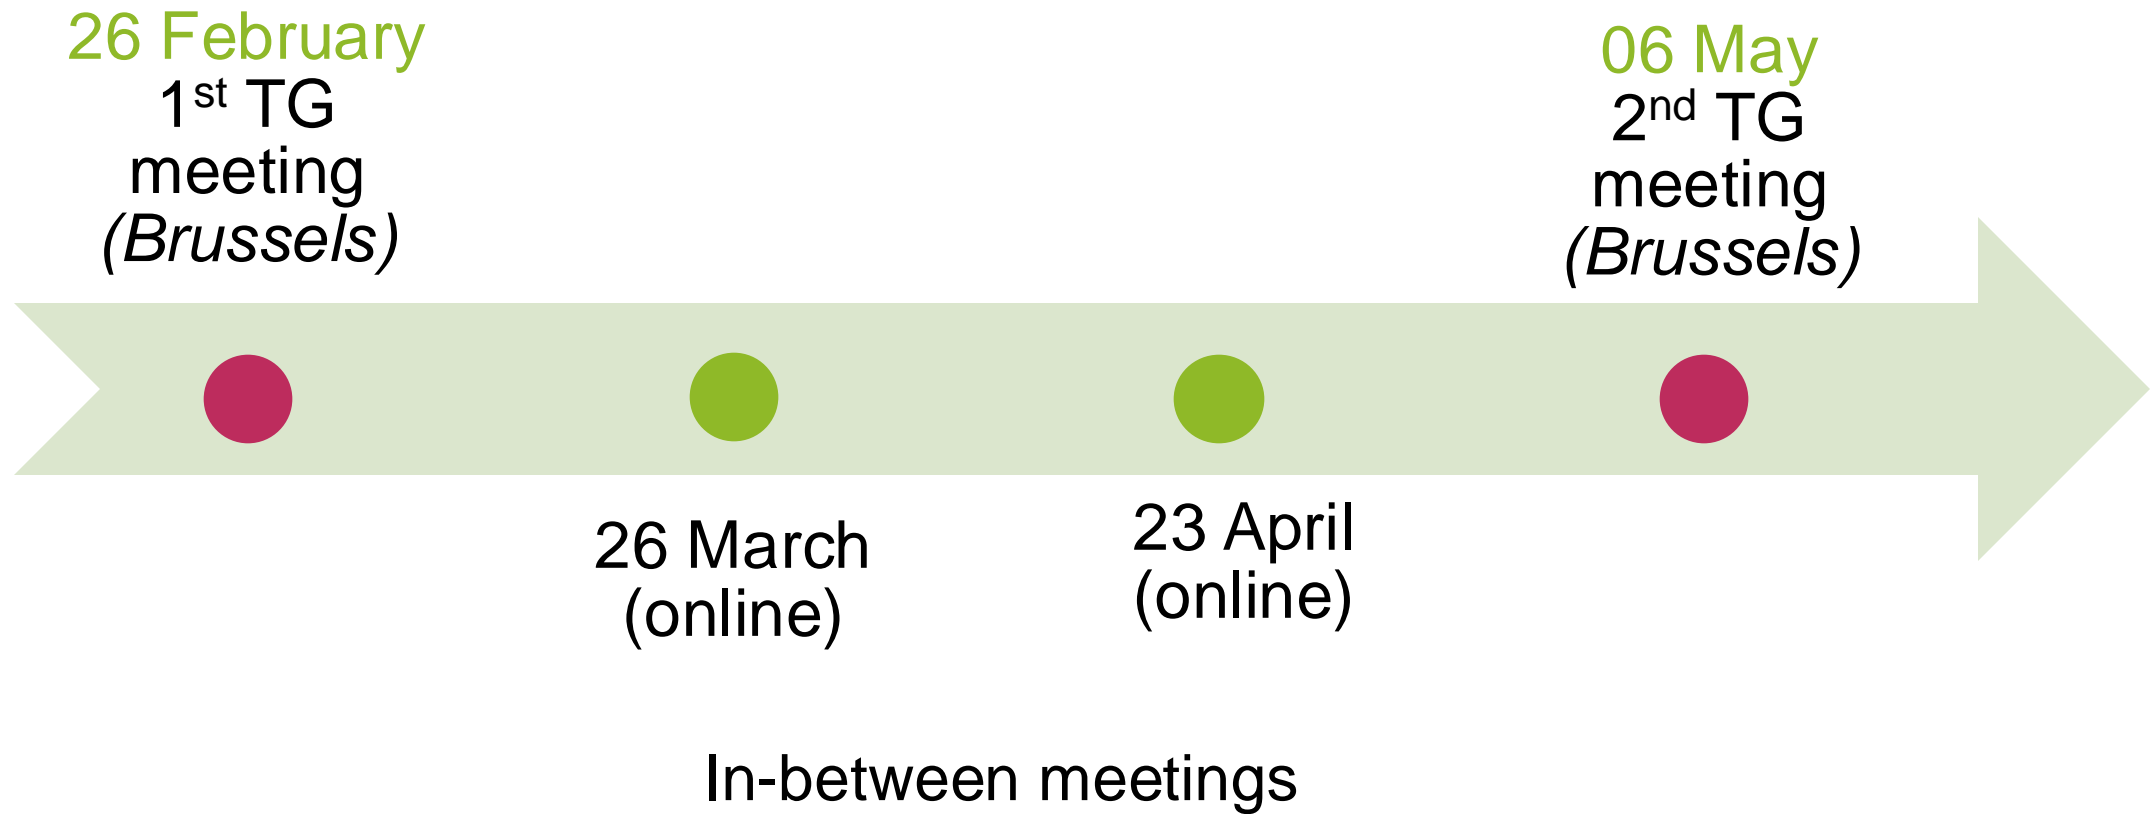 26 February
1st TG
meeting
(Brussels)
06 May
2nd TG
meeting
(Brussels)
26 March
(online)
23 April
(online)
In-between meetings